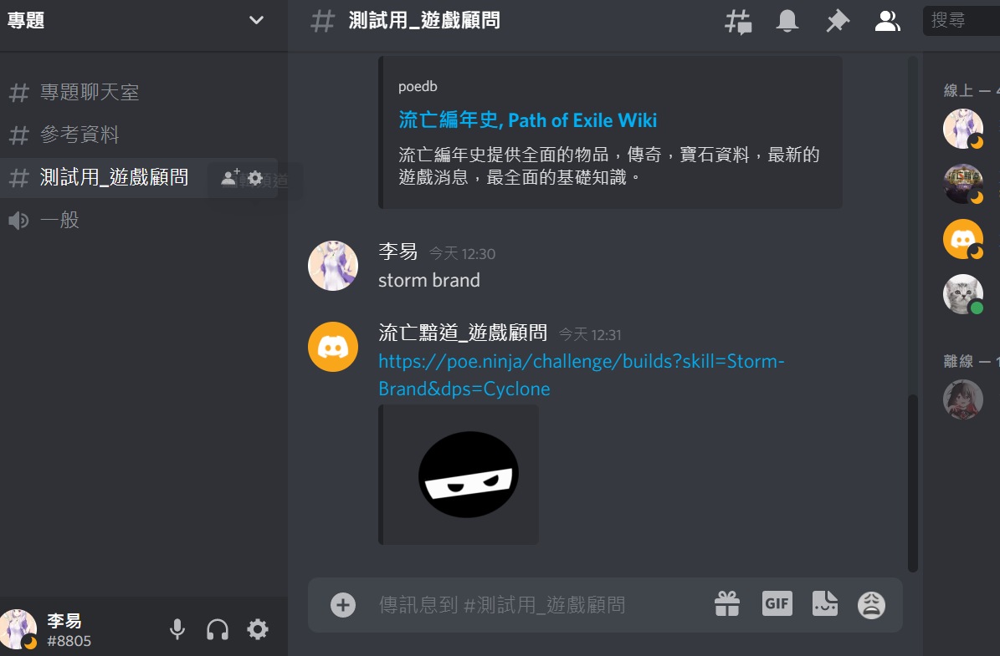 專題
專題聊天室
參考資料
測試用_遊戲顧問
一般
李易
#8805
測試用_遊戲顧問
poedb
流亡編年史, Path of Exile Wiki
流亡編年史提供全面的物品，傳奇，寶石資料，最新的
遊戲消息，最全面的基礎知識。
李易 今天 12:30
storm brand
流亡黯道_遊戲顧問 今天 12:31
https://poe.ninja/challenge/builds?skill=Storm-
Brand&dps=Cyclone
傳訊息到 #測試用_遊戲顧問
GIF
搜尋
線上 —
離線 — 1